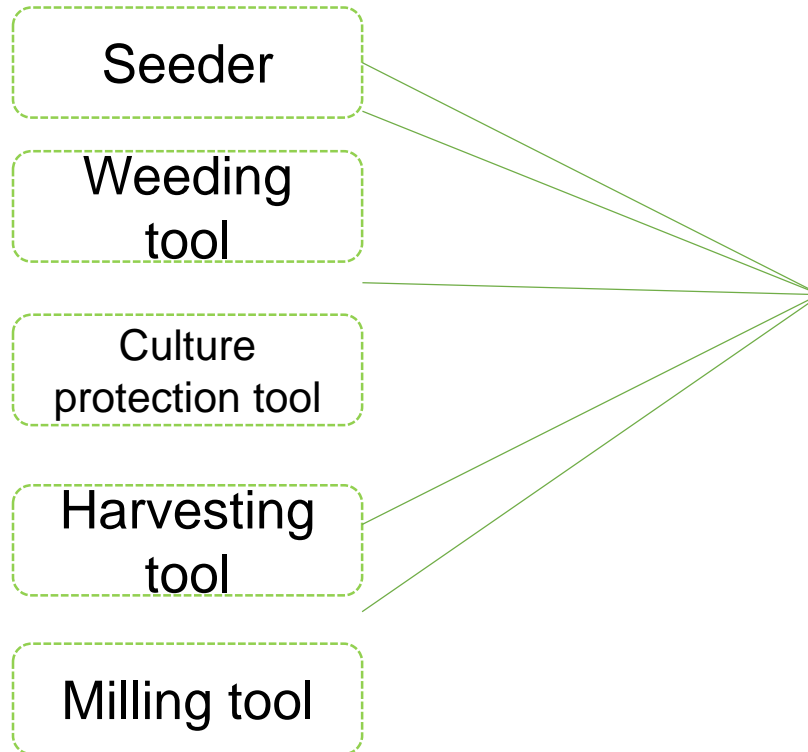 Seeder
Weeding
tool
Culture
protection tool
Harvesting
tool
Milling tool